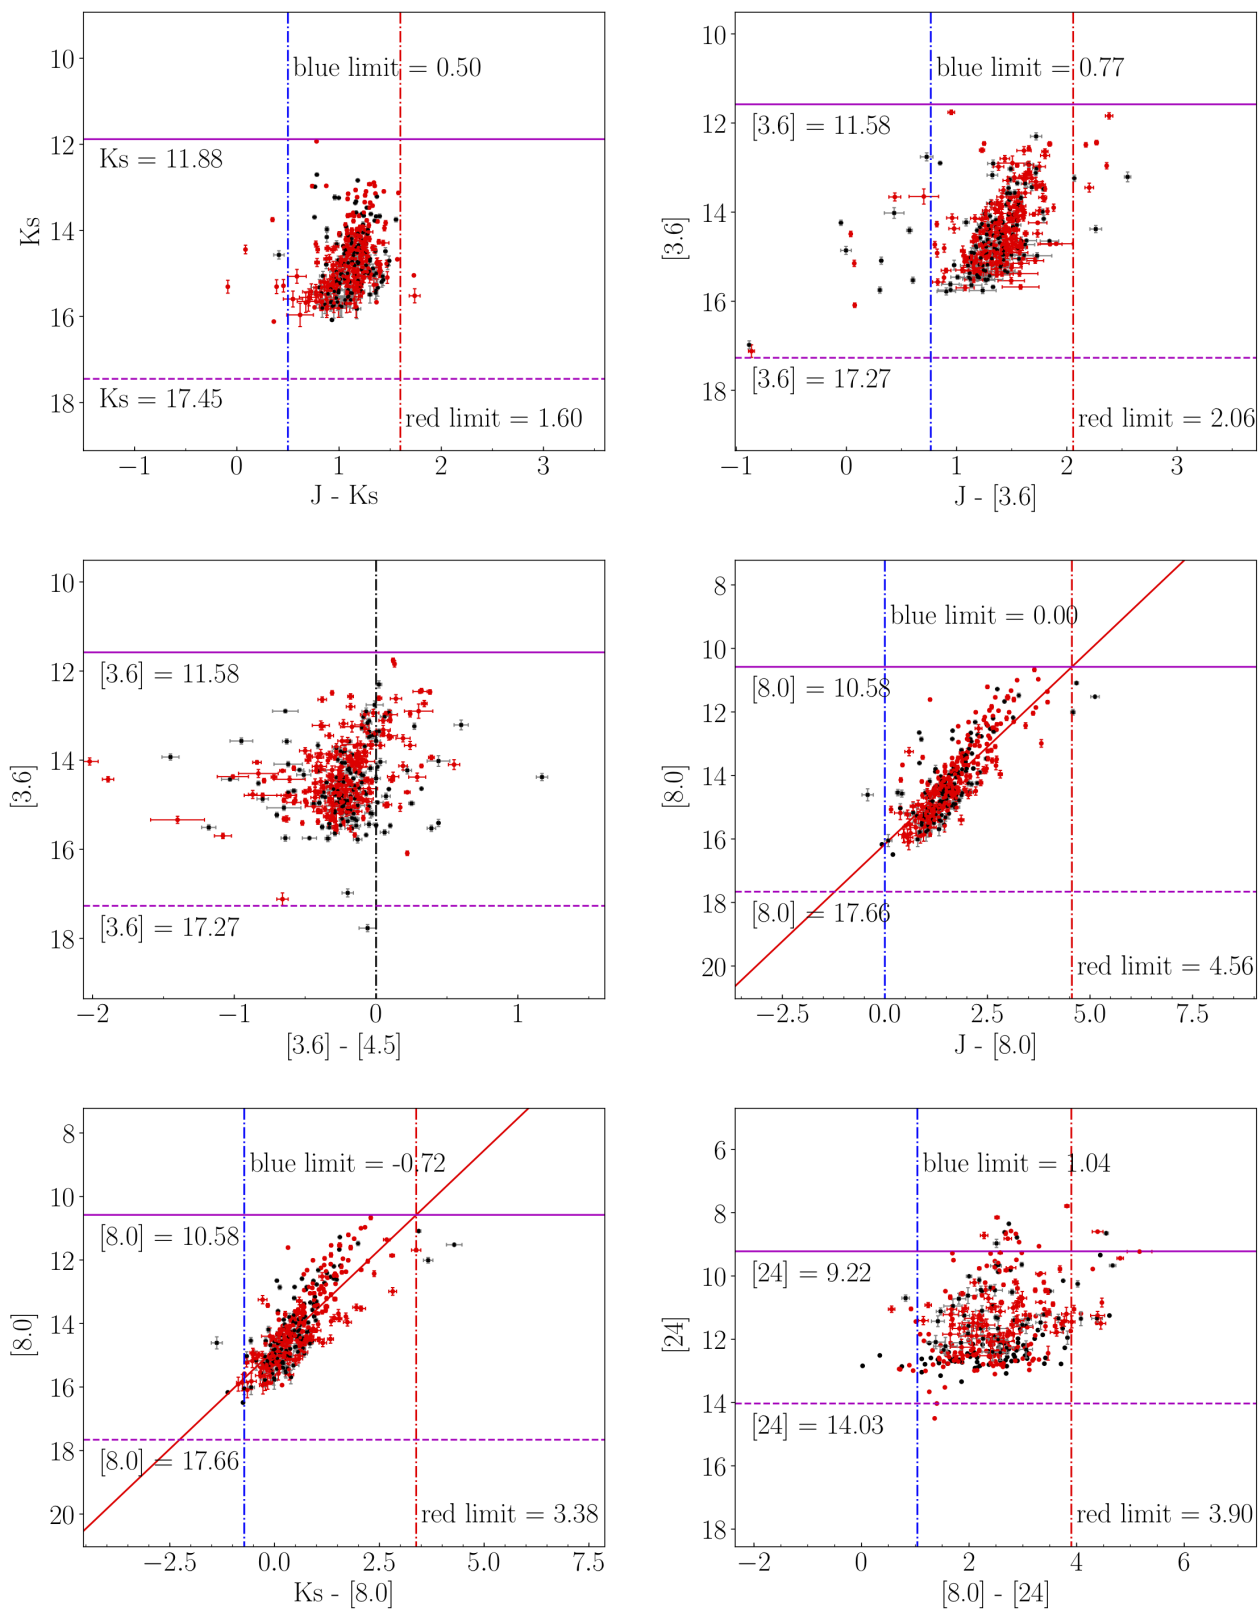 blue limit = 0.50
Ks = 11.88
Ks = 17.45
red limit = 1.60
10
12
14
16
18
Ks
−1
0
1
2
3
J - Ks
blue limit = 0.77
[3.6] = 11.58
[3.6] = 17.27
red limit = 2.06
10
12
14
16
18
[3.6]
−1
0
1
2
3
J - [3.6]
[3.6] = 11.58
[3.6] = 17.27
10
12
14
16
18
[3.6]
−2
−1
0
1
[3.6] - [4.5]
blue limit = 0.00
[8.0] = 10.58
[8.0] = 17.66
red limit = 4.56
8
10
12
14
16
18
20
[8.0]
−2.5
0.0
2.5
5.0
7.5
J - [8.0]
blue limit = -0.72
[8.0] = 10.58
[8.0] = 17.66
red limit = 3.38
8
10
12
14
16
18
20
[8.0]
−2.5
0.0
2.5
5.0
7.5
Ks - [8.0]
blue limit = 1.04
[24] = 9.22
[24] = 14.03
red limit = 3.90
6
8
10
12
14
16
18
[24]
−2
0
2
4
6
[8.0] - [24]